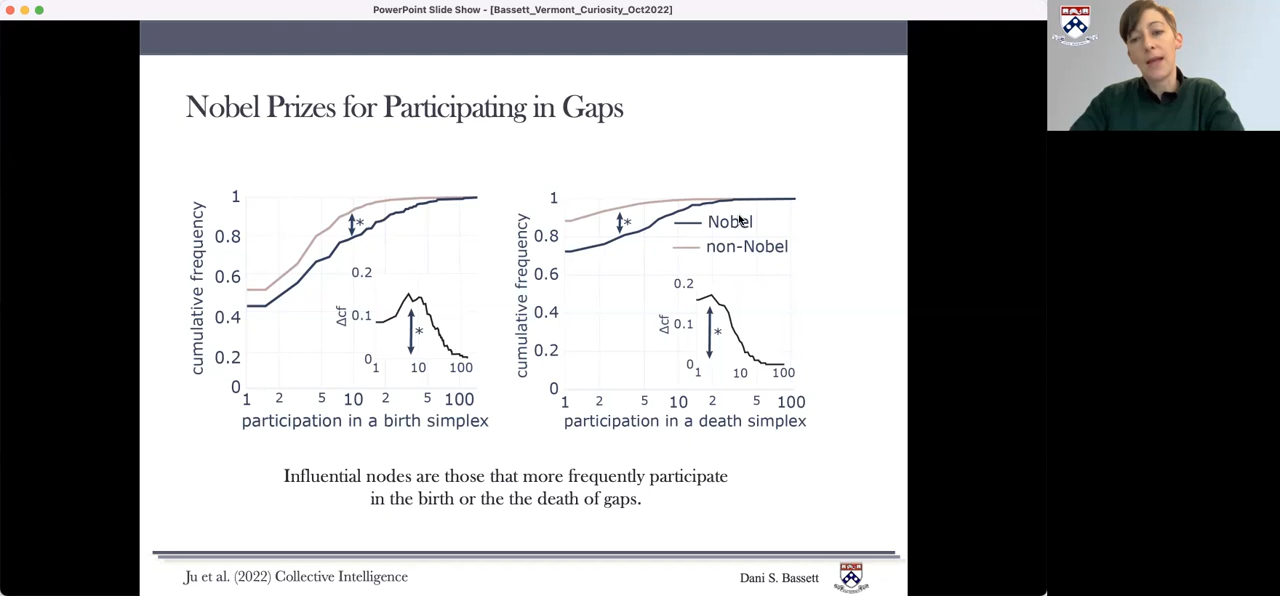 PowerPoint Slide Show - [Bassett_Vermont_Curiosity_Oct2022]
Nobel Prizes for Participating in Gaps
cumulative frequency
1
0.8
0.6
0.4
0.2
0
1 2 5 10 2 5 100
participation in a birth simplex
*
Δcf
0.2
0.1
0
*
1 10 100
cumulative frequency
1
0.8
0.6
0.4
0.2
0
1 2 5 10 2 5 100
participation in a death simplex
*
Nobel
non-Nobel
Δcf
0.2
0.1
0
*
1 10 100
Influential nodes are those that more frequently participate
in the birth or the the death of gaps.
Ju et al. (2022) Collective Intelligence
Dani S. Bassett